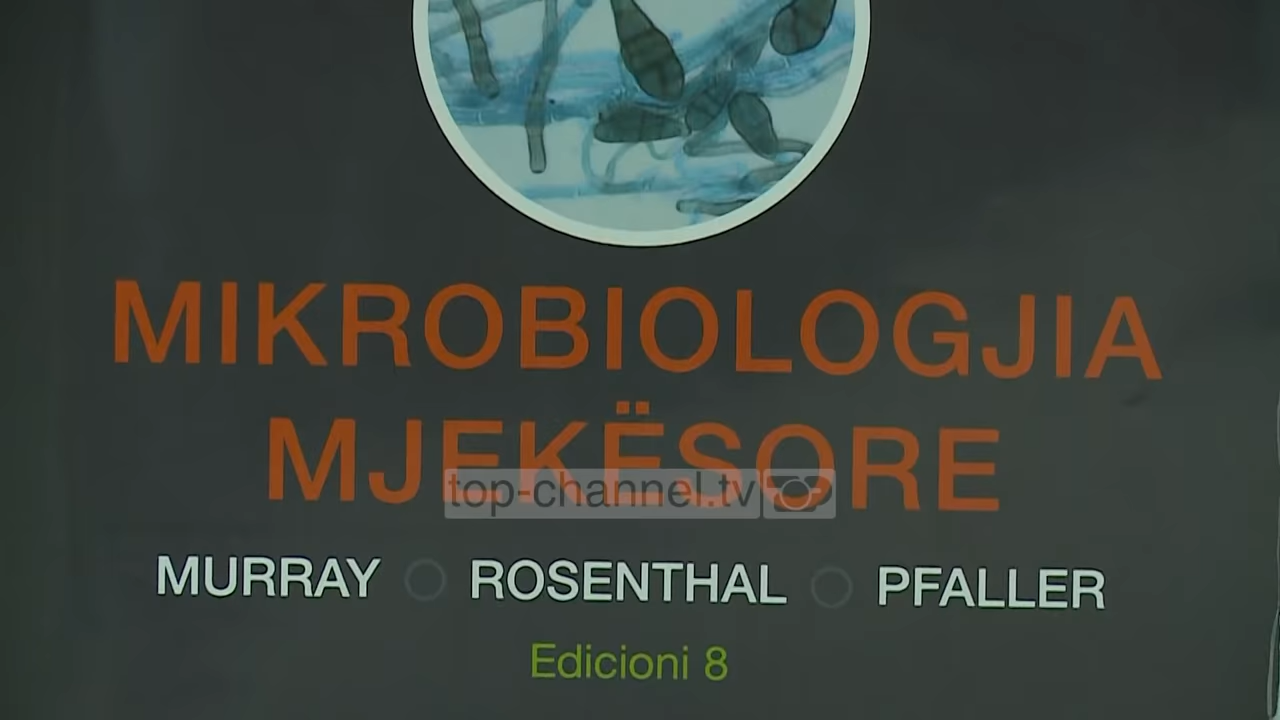 MIKROBIOLOGJIA
MJEKËSORE
top-channel.tv
MURRAY ROSENTHAL PFALLER
Edicioni 8